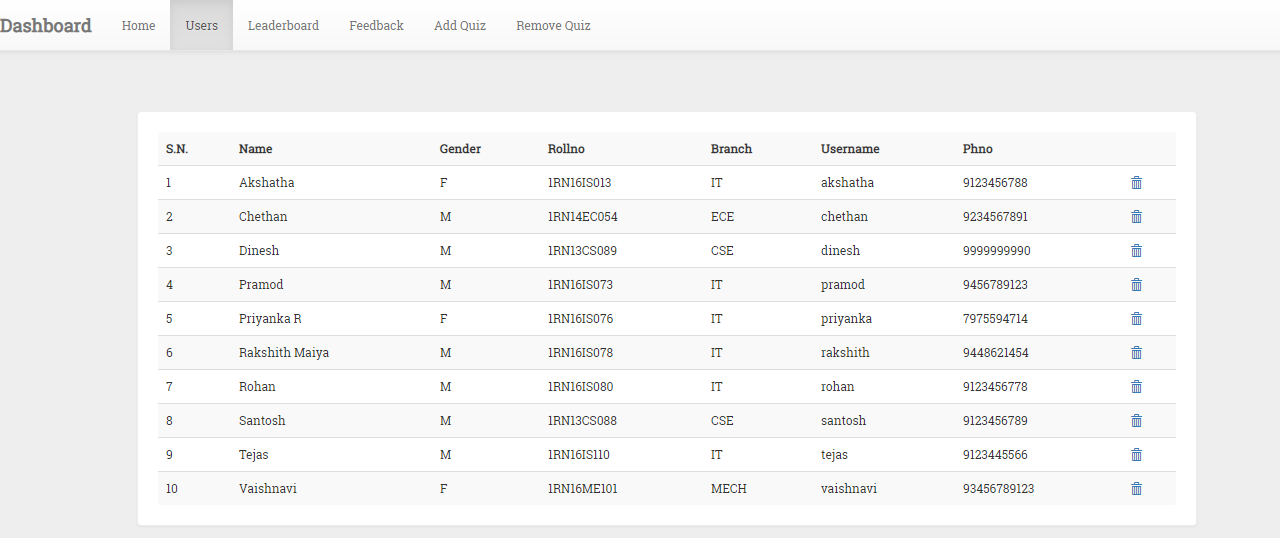 Dashboard Home Users Leaderboard Feedback Add Quiz Remove Quiz
S.N. Name Gender Rollno Branch Username Phno
1 Akshatha F 1RN16IS013 IT akshatha 9123456788
2 Chethan M 1RN14EC054 ECE chethan 9234567891
3 Dinesh M 1RN13CS089 CSE dinesh 9999999990
4 Pramod M 1RN16IS073 IT pramod 9456789123
5 Priyanka R F 1RN16IS076 IT priyanka 7975594714
6 Rakshith Maiya M 1RN16IS078 IT rakshith 9448621454
7 Rohan M 1RN16IS080 IT rohan 9123456778
8 Santosh M 1RN13CS088 CSE santosh 9123456789
9 Tejas M 1RN16IS110 IT tejas 9123445566
10 Vaishnavi F 1RN16ME101 MECH vaishnavi 93456789123